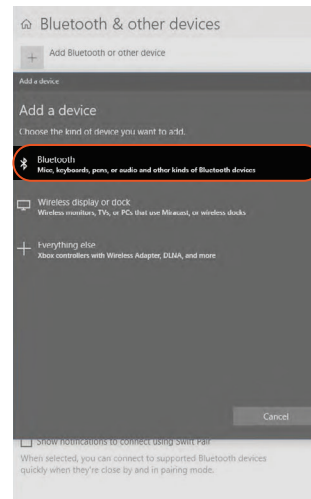 Bluetooth & other devices
Add Bluetooth or other device
Add a device
Add a device
Choose the kind of device you want to add.
Bluetooth
Mice, keyboards, pens, or audio and other kinds of Bluetooth devices
Wireless display or dock
Wireless monitors, TVs, or PCs that use Miracast, or wireless docks
Everything else
Xbox controllers with Wireless Adapter, DLNA, and more
Cancel
Show notifications to connect using Swift Pair
When selected, you can connect to supported Bluetooth devices
quickly when they're close by and in pairing mode.